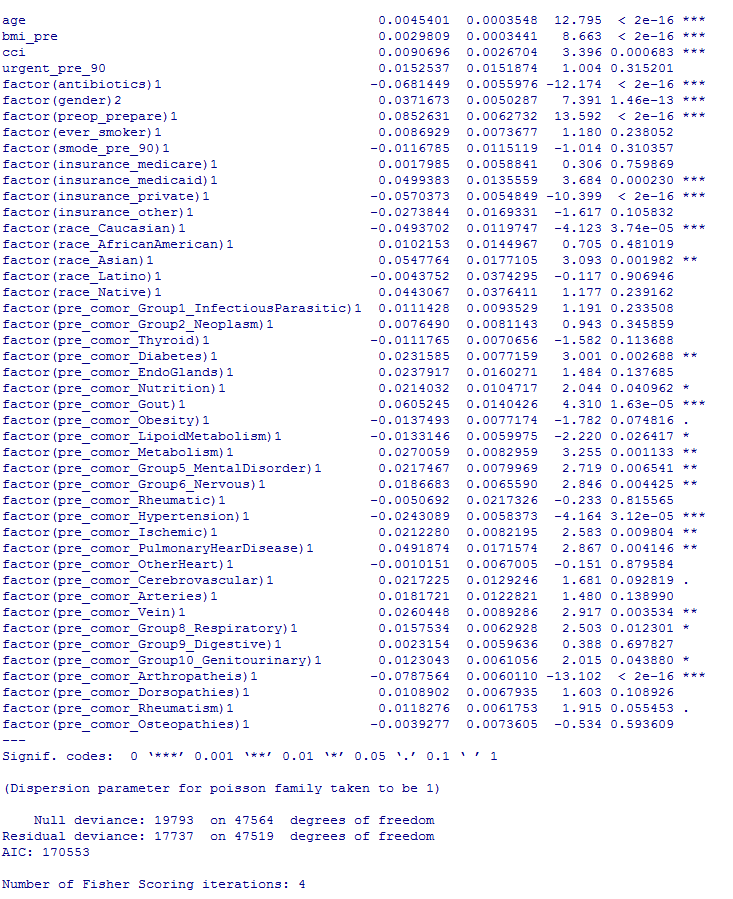 age 0.0045401 0.0003548 12.795 < 2e-16 ***
bmi_pre 0.0029809 0.0003441 8.663 < 2e-16 ***
cci 0.0090696 0.0026704 3.396 0.000683 ***
urgent_pre_90 0.0152537 0.0151874 1.004 0.315201
factor(antibiotics)1 -0.0681449 0.0055976 -12.174 < 2e-16 ***
factor(gender)2 0.0371673 0.0050287 7.391 1.46e-13 ***
factor(preop_prepare)1 0.0852631 0.0062732 13.592 < 2e-16 ***
factor(ever_smoker)1 0.0086929 0.0073677 1.180 0.238052
factor(smode_pre_90)1 -0.0116785 0.0115119 -1.014 0.310357
factor(insurance_medicare)1 0.0017985 0.0058841 0.306 0.759869
factor(insurance_medicaid)1 0.0499383 0.0135559 3.684 0.000230 ***
factor(insurance_private)1 -0.0570373 0.0054849 -10.399 < 2e-16 ***
factor(insurance_other)1 -0.0273844 0.0169331 -1.617 0.105832
factor(race_Caucasian)1 -0.0493702 0.0119747 -4.123 3.74e-05 ***
factor(race_AfricanAmerican)1 0.0102153 0.0144967 0.705 0.481019
factor(race_Asian)1 0.0547764 0.0177105 3.093 0.001982 **
factor(race_Latino)1 -0.0043752 0.0374295 -0.117 0.906946
factor(race_Native)1 0.0443067 0.0376411 1.177 0.239162
factor(pre_comor_Group1_InfectiousParasitic)1 0.0111428 0.0093529 1.191 0.233508
factor(pre_comor_Group2_Neoplasm)1 0.0076490 0.0081143 0.943 0.345859
factor(pre_comor_Thyroid)1 -0.0111765 0.0070656 -1.582 0.113688
factor(pre_comor_Diabetes)1 0.0231585 0.0077159 3.001 0.002688 **
factor(pre_comor_EndoGlands)1 0.0237917 0.0160271 1.484 0.137685
factor(pre_comor_Nutrition)1 0.0214032 0.0104717 2.044 0.040962 *
factor(pre_comor_Gout)1 0.0605245 0.0140426 4.310 1.63e-05 ***
factor(pre_comor_Obesity)1 -0.0137493 0.0077174 -1.782 0.074816 .
factor(pre_comor_LipoidMetabolism)1 -0.0133146 0.0059975 -2.220 0.026417 *
factor(pre_comor_Metabolism)1 0.0270059 0.0082959 3.255 0.001133 **
factor(pre_comor_Group5_MentalDisorder)1 0.0217467 0.0079969 2.719 0.006541 **
factor(pre_comor_Group6_Nervous)1 0.0186683 0.0065590 2.846 0.004425 **
factor(pre_comor_Rheumatic)1 -0.0050692 0.0217326 -0.233 0.815565
factor(pre_comor_Hypertension)1 -0.0243089 0.0058373 -4.164 3.12e-05 ***
factor(pre_comor_Ischemic)1 0.0212280 0.0082195 2.583 0.009804 **
factor(pre_comor_PulmonaryHearDisease)1 0.0491874 0.0171574 2.867 0.004146 **
factor(pre_comor_OtherHeart)1 -0.0010151 0.0067005 -0.151 0.879584
factor(pre_comor_Cerebrovascular)1 0.0217225 0.0129246 1.681 0.092819 .
factor(pre_comor_Arteries)1 0.0181721 0.0122821 1.480 0.138990
factor(pre_comor_Vein)1 0.0260448 0.0089286 2.917 0.003534 **
factor(pre_comor_Group8_Respiratory)1 0.0157534 0.0062928 2.503 0.012301 *
factor(pre_comor_Group9_Digestive)1 0.0023154 0.0059636 0.388 0.697827
factor(pre_comor_Group10_Genitourinary)1 0.0123043 0.0061056 2.015 0.043880 *
factor(pre_comor_Arthropatheis)1 -0.0787564 0.0060110 -13.102 < 2e-16 ***
factor(pre_comor_Dorsopathies)1 0.0108902 0.0067935 1.603 0.108926
factor(pre_comor_Rheumatism)1 0.0118276 0.0061753 1.915 0.055453 .
factor(pre_comor_Osteopathies)1 -0.0039277 0.0073605 -0.534 0.593609
---
Signif. codes: 0 ‘***’ 0.001 ‘**’ 0.01 ‘*’ 0.05 ‘.’ 0.1 ‘ ’ 1
(Dispersion parameter for poisson family taken to be 1)
Null deviance: 19793 on 47564 degrees of freedom
Residual deviance: 17737 on 47519 degrees of freedom
AIC: 170553
Number of Fisher Scoring iterations: 4